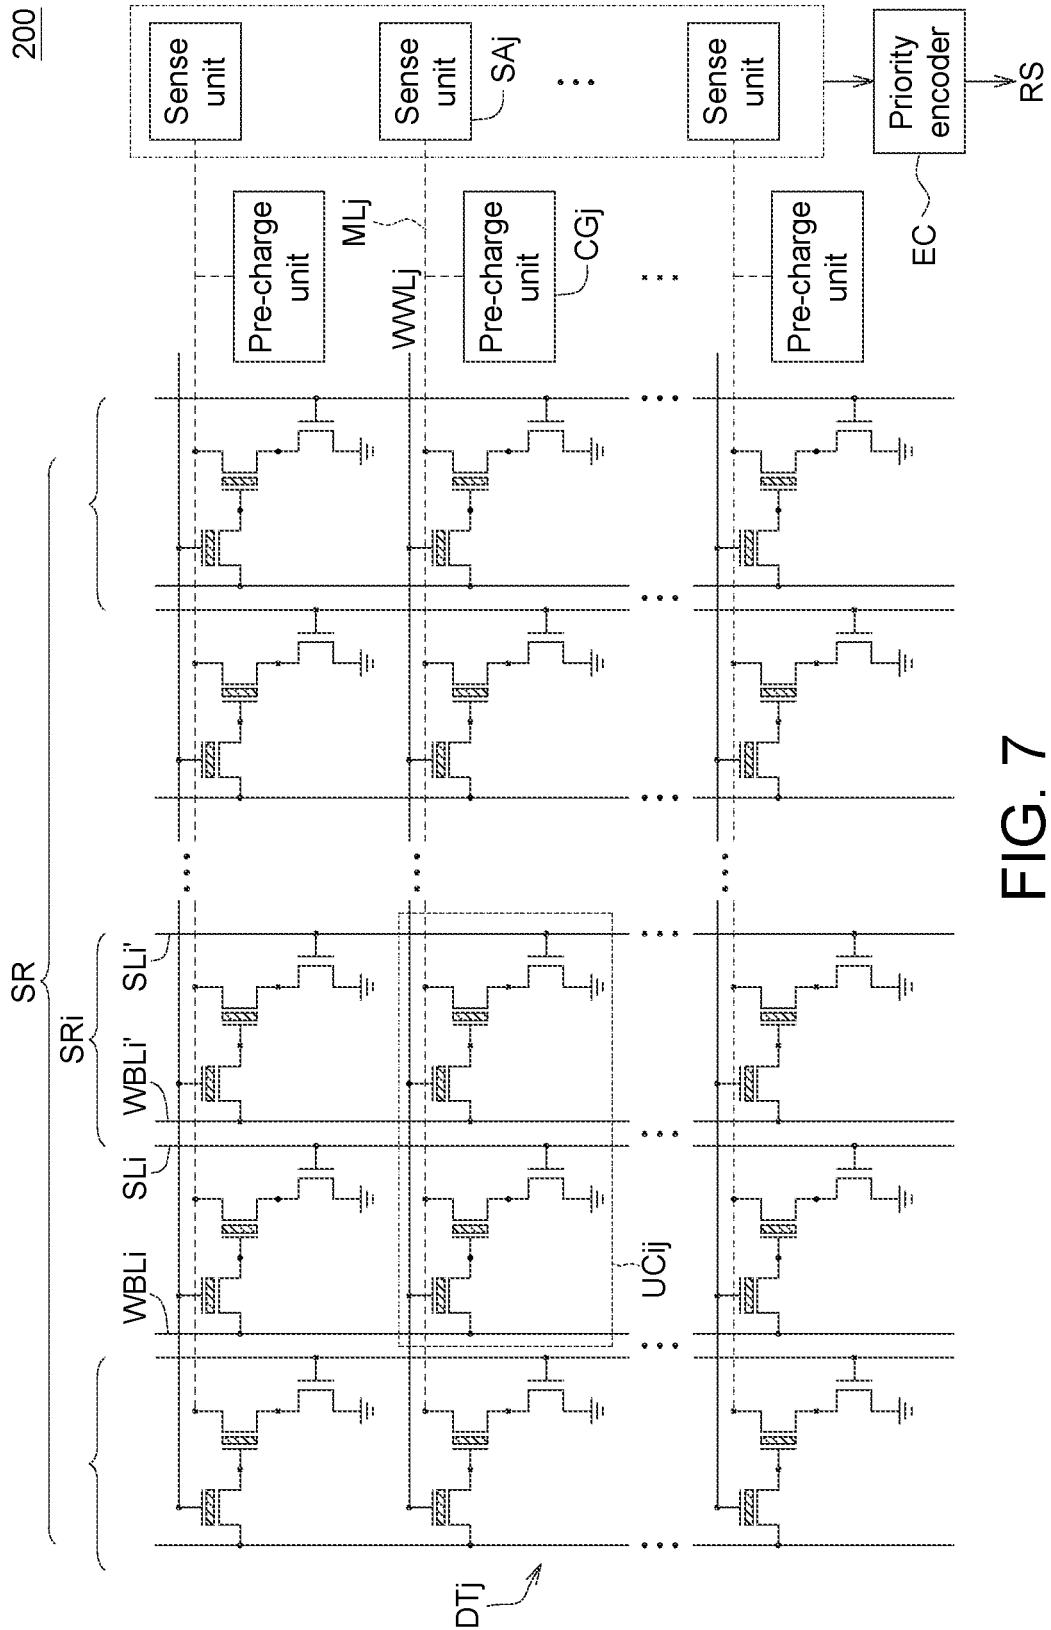 200
SR
SRi
WBLi
SLi
WBLi'
SLi'
WWLj
MLj
Sense unit
Sense unit
SAj
Sense unit
Pre-charge unit
Pre-charge unit
CGj
Pre-charge unit
Priority encoder
EC
RS
UCij
DTj
FIG. 7